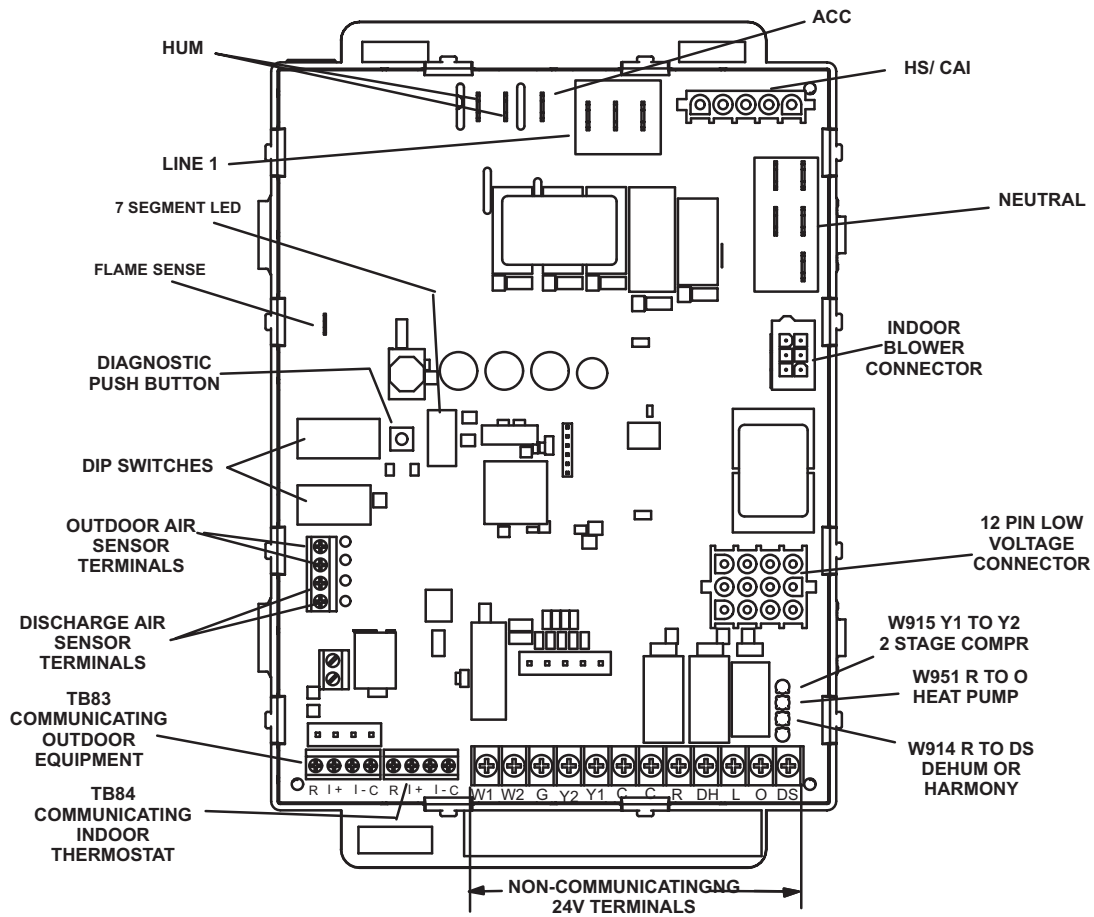 ACC
HUM
HS/ CAI
LINE 1
7 SEGMENT LED
NEUTRAL
FLAME SENSE
DIAGNOSTIC
PUSH BUTTON
INDOOR
BLOWER
CONNECTOR
DIP SWITCHES
OUTDOOR AIR
SENSOR
TERMINALS
12 PIN LOW
VOLTAGE
CONNECTOR
DISCHARGE AIR
SENSOR
TERMINALS
W915 Y1 TO Y2
2 STAGE COMPR
W951 R TO O
HEAT PUMP
TB83
COMMUNICATING
OUTDOOR
EQUIPMENT
W914 R TO DS
DEHUM OR
HARMONY
R I + I - C R I + I - C
W1 W2 G Y2 Y1 C C R DH L O DS
TB84
COMMUNICATING
INDOOR
THERMOSTAT
NON-COMMUNICATINGNG
24V TERMINALS